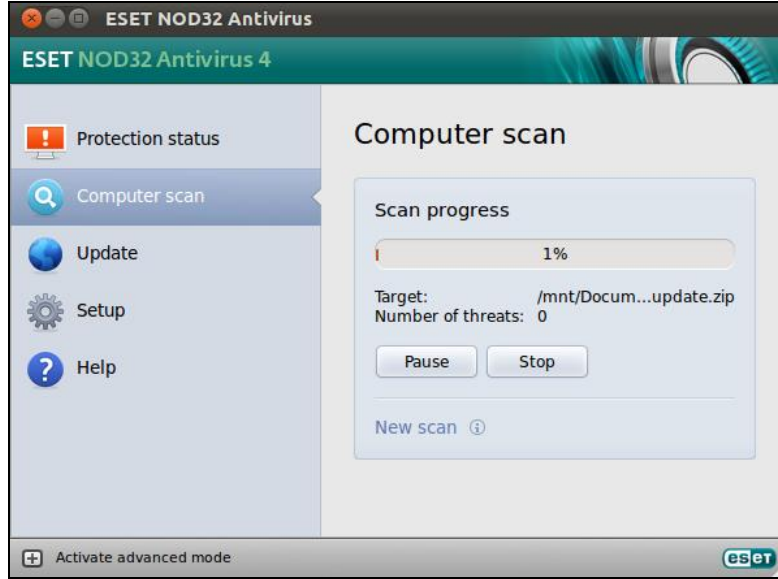 ESET NOD32 Antivirus
ESET NOD32 Antivirus 4
Protection status
Computer scan
Update
Setup
Help
Computer scan
Scan progress
1%
Target: /mnt/Docum...update.zip
Number of threats: 0
Pause Stop
New scan
Activate advanced mode
eseT